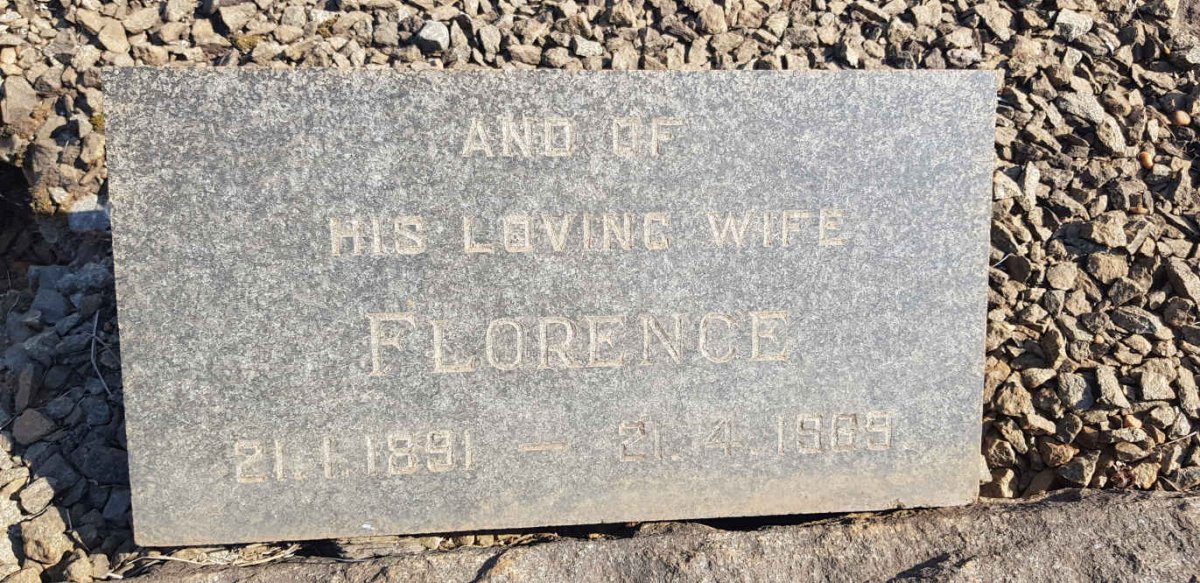 AND OF
HIS LOVING WIFE
FLORENCE
21.1.1891 — 21.4.1969.